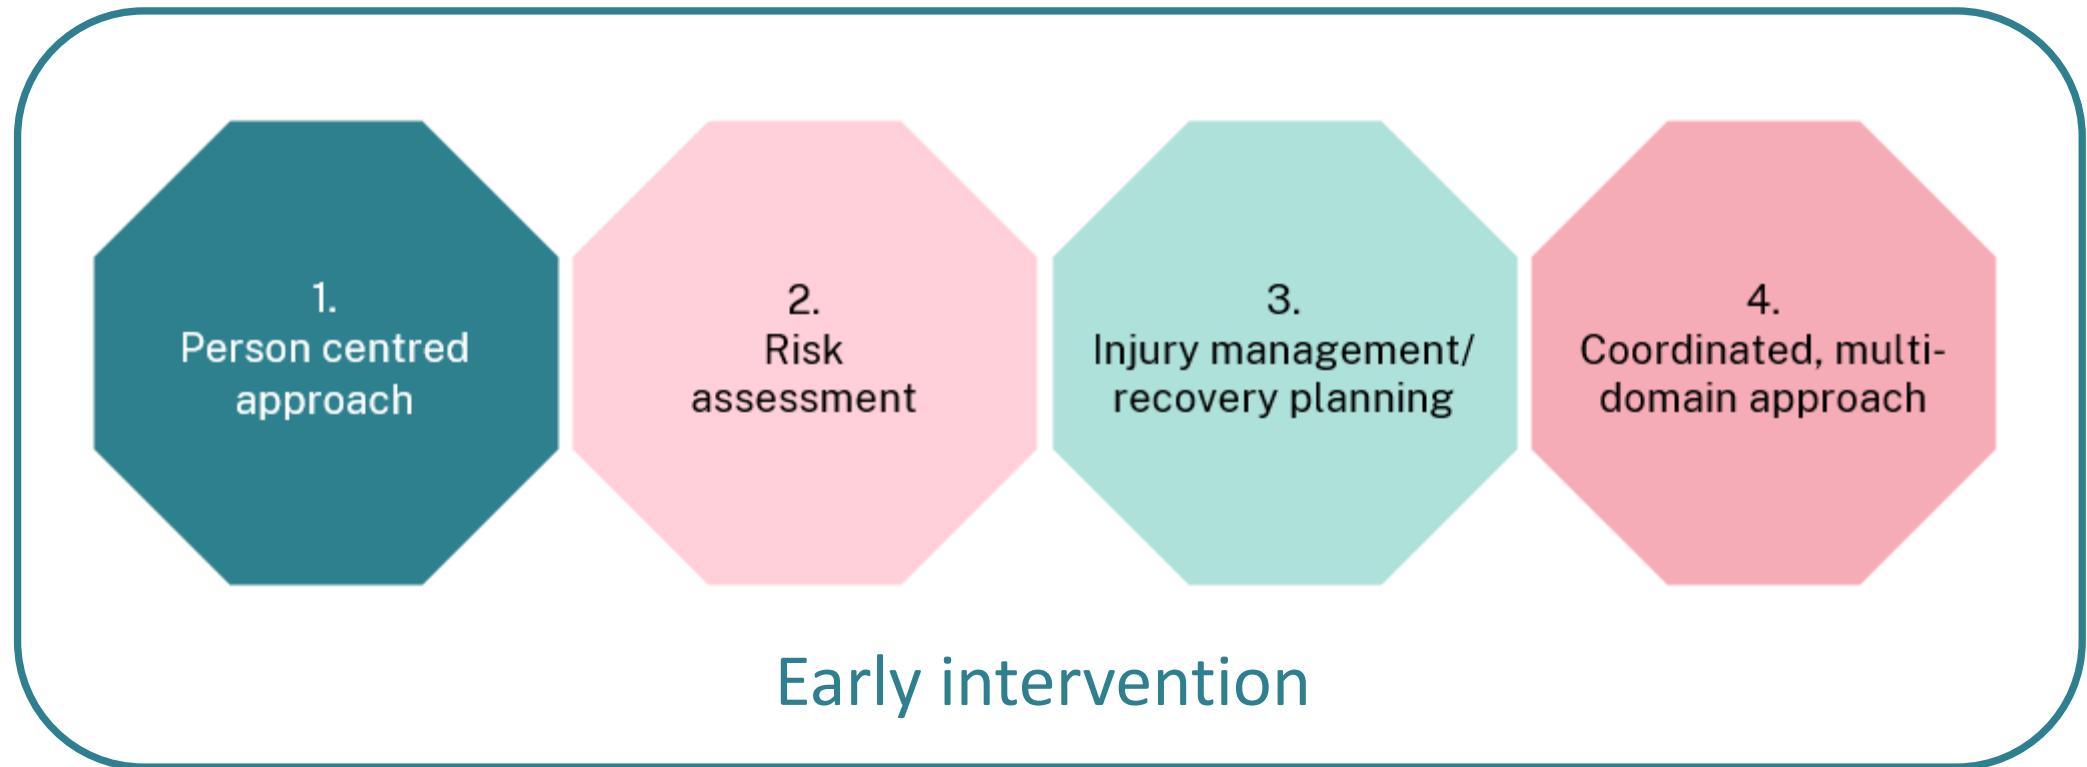 1.
Person centred
approach
2.
Risk
assessment
3.
Injury management/
recovery planning
4.
Coordinated, multi-
domain approach
Early intervention